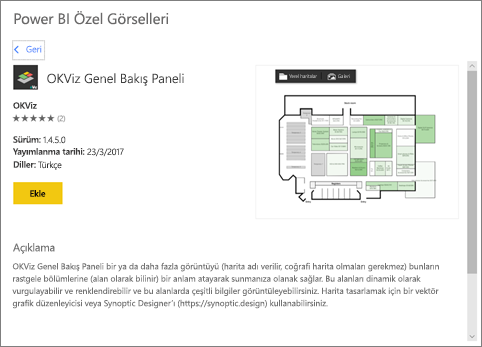 Power BI Özel Görselleri
Geri
OKViz Genel Bakış Paneli
OKViz
(2)
Sürüm: 1.4.5.0
Yayımlanma tarihi: 23/3/2017
Diller: Türkçe
Ekle
Yerel haritalar
Galeri
Açıklama
OKViz Genel Bakış Paneli bir ya da daha fazla görüntüyü (harita adı verilir, coğrafi harita olmaları gerekmez) bunların
rastgele bölümlerine (alan olarak bilinir) bir anlam atayarak sunmanıza olanak sağlar. Bu alanları dinamik olarak
vurgulayabilir ve renklendirebilir ve bu alanlarda çeşitli bilgiler görüntüleyebilirsiniz. Harita tasarlamak için bir vektör
grafik düzenleyicisi veya Synoptic Designer'ı (https://synoptic.design) kullanabilirsiniz.